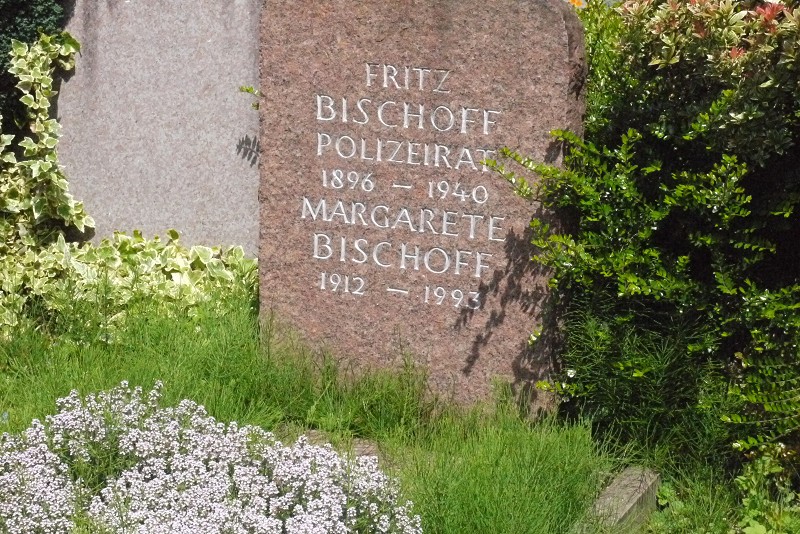 FRITZ
BISCHOFF
POLIZEIRAT
1896 – 1940
MARGARETE
BISCHOFF
1912 – 1993